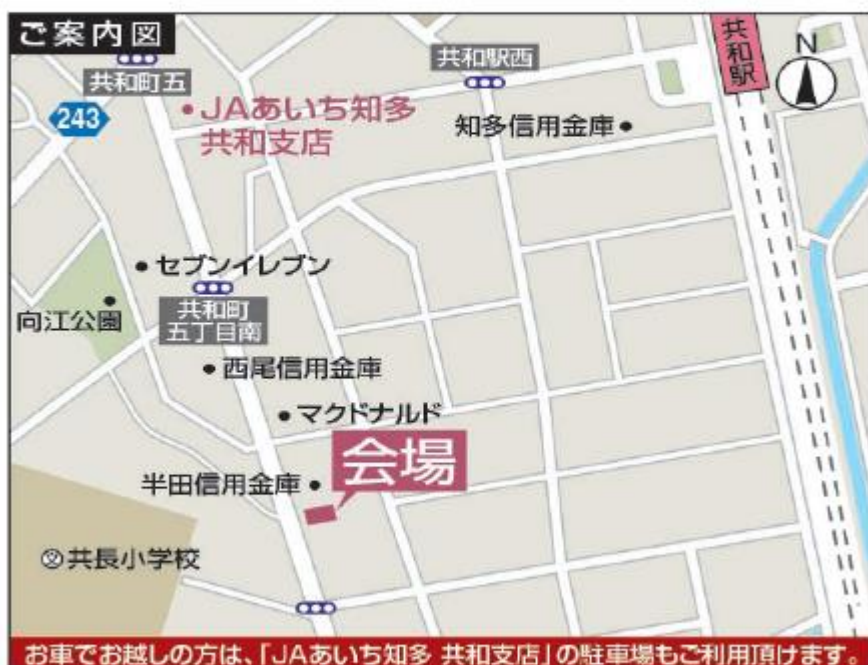 ご案内図
共和町五
共和駅西
共和駅
N
243
・JAあいち知多
共和支店
知多信用金庫
セブンイレブン
向江公園
共和町
五丁目南
西尾信用金庫
マクドナルド
会場
半田信用金庫
文共長小学校
お車でお越しの方は、「JAあいち知多 共和支店」の駐車場もご利用頂けます。